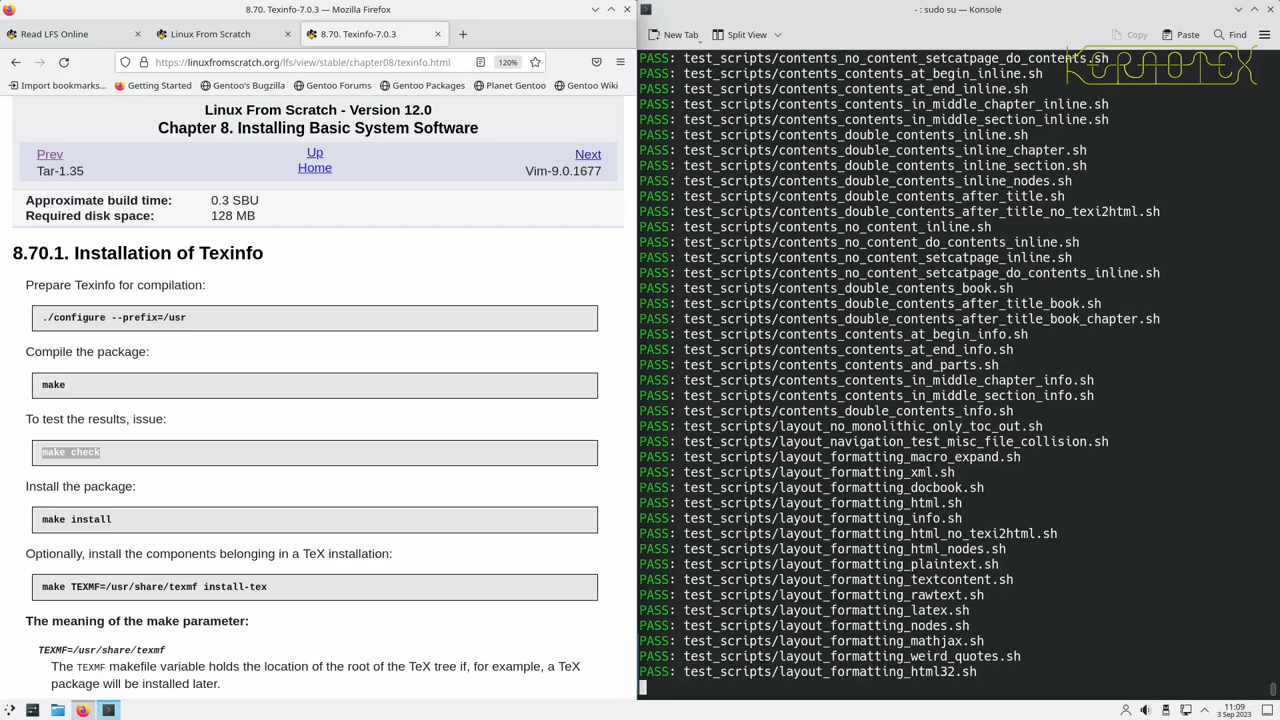 8.70. Texinfo-7.0.3 — Mozilla Firefox
Read LFS Online
Linux From Scratch
8.70. Texinfo-7.0.3
https://linuxfromscratch.org/lfs/view/stable/chapter08/texinfo.html
120%
Import bookmarks...
Getting Started
Gentoo's Bugzilla
Gentoo Forums
Gentoo Packages
Planet Gentoo
Gentoo Wiki
Linux From Scratch - Version 12.0
Chapter 8. Installing Basic System Software
Prev
Up
Next
Tar-1.35
Home
Vim-9.0.1677
Approximate build time: 0.3 SBU
Required disk space: 128 MB
8.70.1. Installation of Texinfo
Prepare Texinfo for compilation:
./configure --prefix=/usr
Compile the package:
make
To test the results, issue:
make check
Install the package:
make install
Optionally, install the components belonging in a TeX installation:
make TEXMF=/usr/share/texmf install-tex
The meaning of the make parameter:
TEXMF=/usr/share/texmf
The TEXMF makefile variable holds the location of the root of the TeX tree if, for example, a TeX
package will be installed later.
- : sudo su — Konsole
New Tab
Split View
Copy
Paste
Find
PASS: test_scripts/contents_no_content_setcatpage_do_contents.sh
PASS: test_scripts/contents_contents_at_begin_inline.sh
PASS: test_scripts/contents_contents_at_end_inline.sh
PASS: test_scripts/contents_contents_in_middle_chapter_inline.sh
PASS: test_scripts/contents_contents_in_middle_section_inline.sh
PASS: test_scripts/contents_double_contents_inline.sh
PASS: test_scripts/contents_double_contents_inline_chapter.sh
PASS: test_scripts/contents_double_contents_inline_section.sh
PASS: test_scripts/contents_double_contents_inline_nodes.sh
PASS: test_scripts/contents_double_contents_after_title.sh
PASS: test_scripts/contents_double_contents_after_title_no_texi2html.sh
PASS: test_scripts/contents_no_content_inline.sh
PASS: test_scripts/contents_no_content_do_contents_inline.sh
PASS: test_scripts/contents_no_content_setcatpage_inline.sh
PASS: test_scripts/contents_no_content_setcatpage_do_contents_inline.sh
PASS: test_scripts/contents_double_contents_book.sh
PASS: test_scripts/contents_double_contents_after_title_book.sh
PASS: test_scripts/contents_double_contents_after_title_book_chapter.sh
PASS: test_scripts/contents_contents_at_begin_info.sh
PASS: test_scripts/contents_contents_at_end_info.sh
PASS: test_scripts/contents_contents_and_parts.sh
PASS: test_scripts/contents_contents_in_middle_chapter_info.sh
PASS: test_scripts/contents_contents_in_middle_section_info.sh
PASS: test_scripts/contents_double_contents_info.sh
PASS: test_scripts/layout_no_monolithic_only_toc_out.sh
PASS: test_scripts/layout_navigation_test_misc_file_collision.sh
PASS: test_scripts/layout_formatting_macro_expand.sh
PASS: test_scripts/layout_formatting_xml.sh
PASS: test_scripts/layout_formatting_docbook.sh
PASS: test_scripts/layout_formatting_html.sh
PASS: test_scripts/layout_formatting_info.sh
PASS: test_scripts/layout_formatting_html_no_texi2html.sh
PASS: test_scripts/layout_formatting_html_nodes.sh
PASS: test_scripts/layout_formatting_plaintext.sh
PASS: test_scripts/layout_formatting_textcontent.sh
PASS: test_scripts/layout_formatting_rawtext.sh
PASS: test_scripts/layout_formatting_latex.sh
PASS: test_scripts/layout_formatting_nodes.sh
PASS: test_scripts/layout_formatting_mathjax.sh
PASS: test_scripts/layout_formatting_weird_quotes.sh
PASS: test_scripts/layout_formatting_html32.sh
11:09
3 Sep 2023